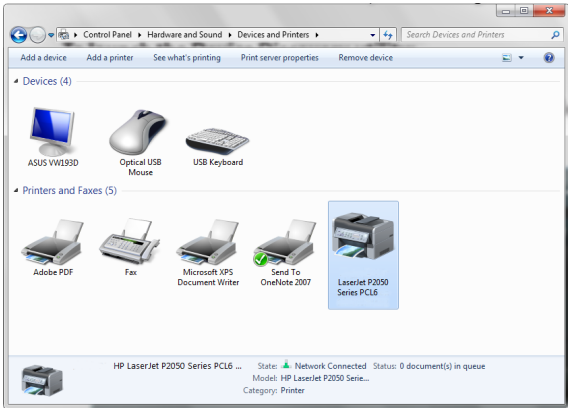 Control Panel ▸ Hardware and Sound ▸ Devices and Printers ▸
Search Devices and Printers
Add a device Add a printer See what's printing Print server properties Remove device
Devices (4)
ASUS VW193D
Optical USB
Mouse
USB Keyboard
Printers and Faxes (5)
Adobe PDF
Fax
Microsoft XPS
Document Writer
Send To
OneNote 2007
LaserJet P2050
Series PCL6
HP LaserJet P2050 Series PCL6 ... State: Network Connected Status: 0 document(s) in queue
Model: HP LaserJet P2050 Serie...
Category: Printer